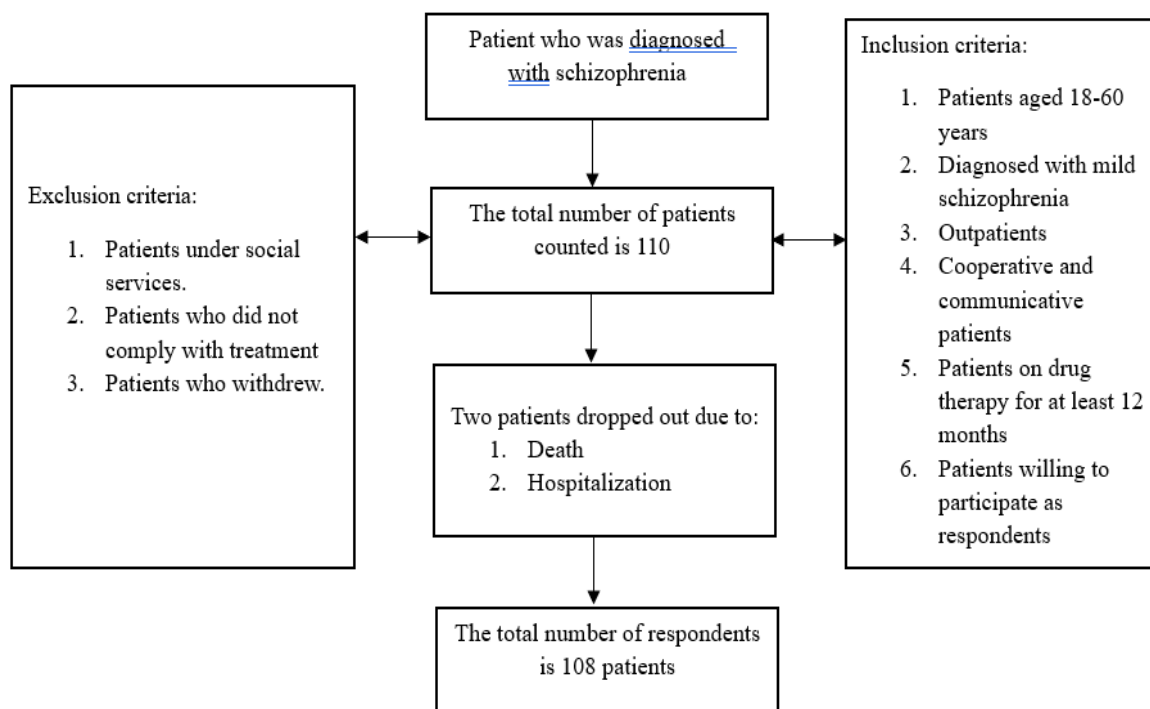 Patient who was diagnosed
with schizophrenia
Inclusion criteria:
1. Patients aged 18-60
years
2. Diagnosed with mild
schizophrenia
3. Outpatients
4. Cooperative and
communicative
patients
5. Patients on drug
therapy for at least 12
months
6. Patients willing to
participate as
respondents
Exclusion criteria:
1. Patients under social
services.
2. Patients who did not
comply with treatment
3. Patients who withdrew.
The total number of patients
counted is 110
Two patients dropped out due to:
1. Death
2. Hospitalization
The total number of respondents
is 108 patients